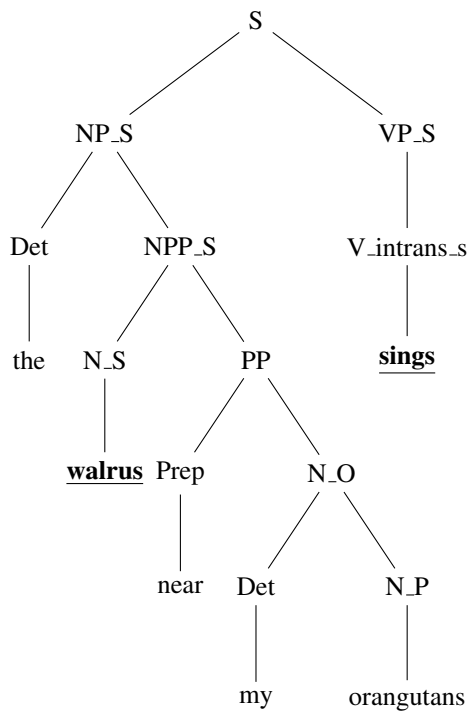 S
NP_S VP_S
Det NPP_S V_intrans_s
the N_S PP sings
walrus Prep N_O
near Det N_P
my orangutans